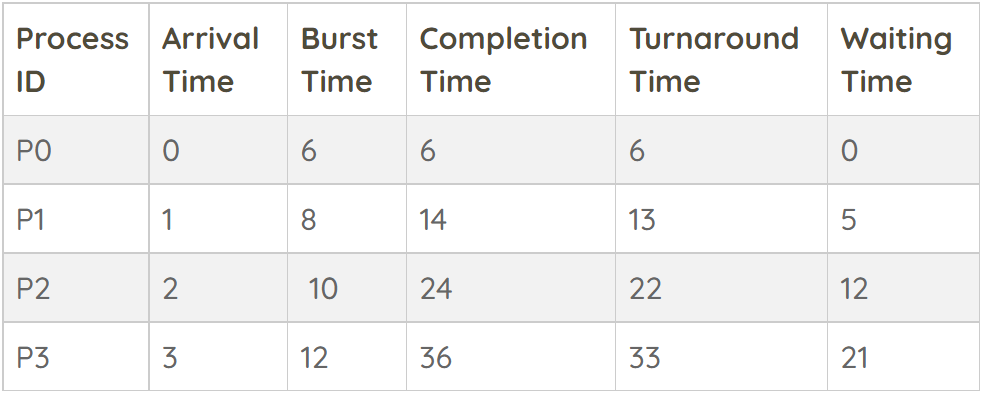 Process ID Arrival Time Burst Time Completion Time Turnaround Time Waiting Time
P0 0 6 6 6 0
P1 1 8 14 13 5
P2 2 10 24 22 12
P3 3 12 36 33 21